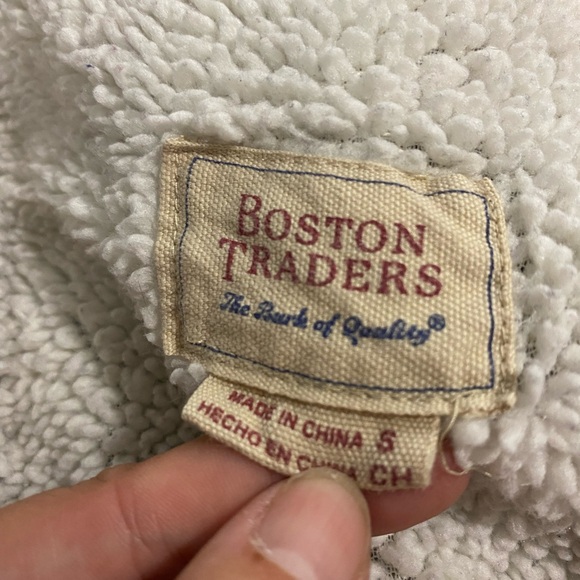 BOSTON
TRADERS
The Bark of Quality®
MADE IN CHINA S
HECHO EN CHINA CH